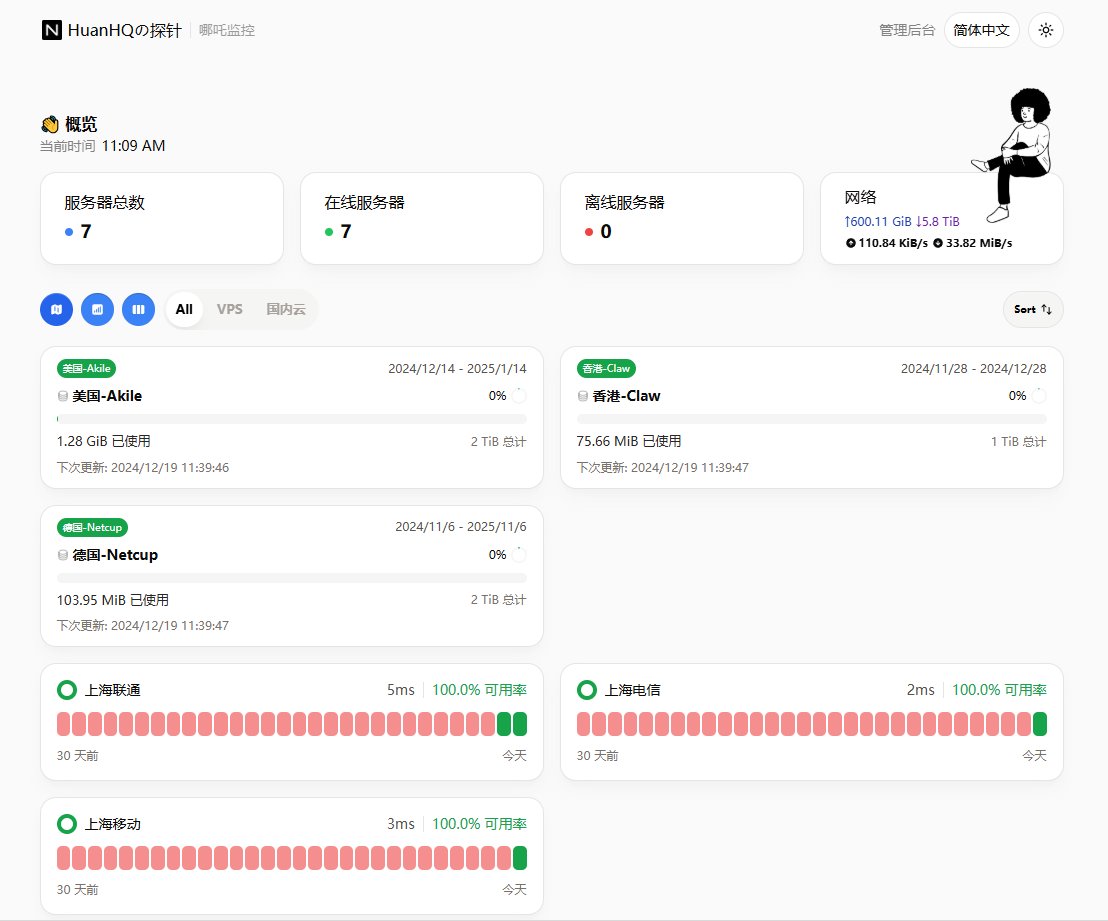 N HuanHQの探针 哪吒监控 管理后台 简体中文
👋 概览
当前时间 11:09 AM
服务器总数
7
在线服务器
7
离线服务器
0
网络
↑600.11 GiB ↓5.8 TiB
110.84 KiB/s 33.82 MiB/s
All VPS 国内云 Sort
美国-Akile 2024/12/14 - 2025/1/14
美国-Akile 0%
1.28 GiB 已使用 2 TiB 总计
下次更新: 2024/12/19 11:39:46
香港-Claw 2024/11/28 - 2024/12/28
香港-Claw 0%
75.66 MiB 已使用 1 TiB 总计
下次更新: 2024/12/19 11:39:47
德国-Netcup 2024/11/6 - 2025/11/6
德国-Netcup 0%
103.95 MiB 已使用 2 TiB 总计
下次更新: 2024/12/19 11:39:47
上海联通 5ms 100.0% 可用率
30 天前 今天
上海电信 2ms 100.0% 可用率
30 天前 今天
上海移动 3ms 100.0% 可用率
30 天前 今天